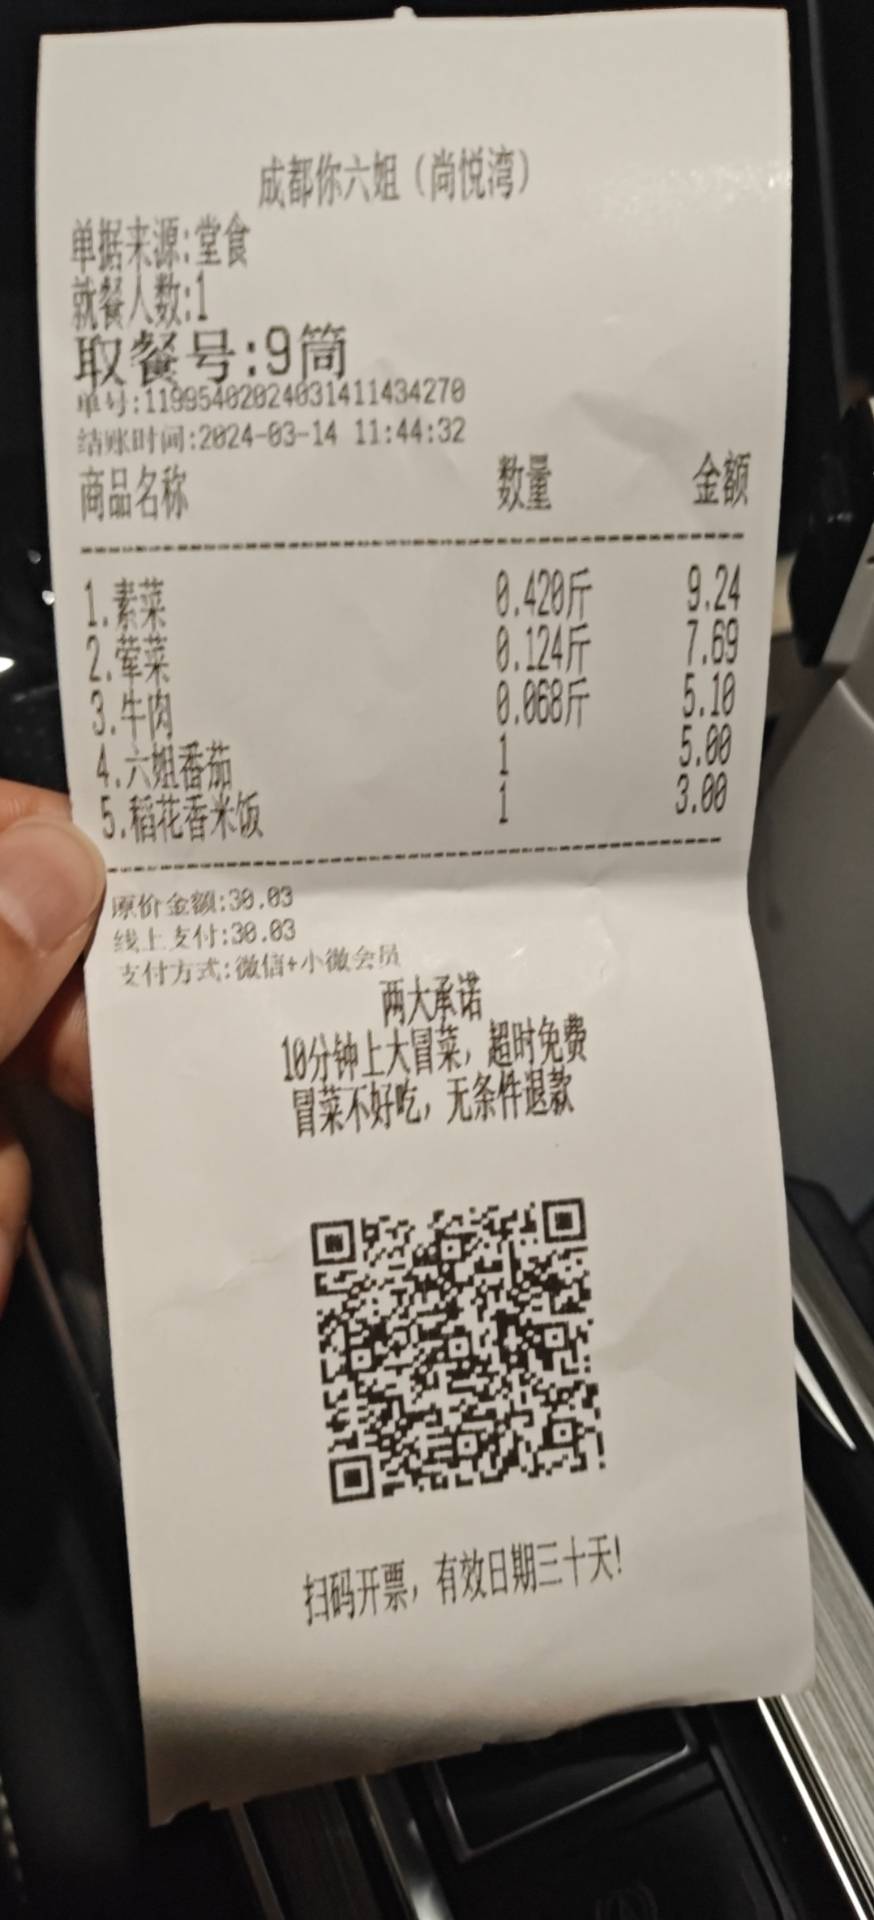 成都你六姐（尚悦湾）
单据来源:堂食
就餐人数:1
取餐号:9筒
单号:11995402024031411434270
结账时间:2024-03-14 11:44:32
商品名称 数量 金额
1.素菜 0.420斤 9.24
2.荤菜 0.124斤 7.69
3.牛肉 0.068斤 5.10
4.六姐番茄 1 5.00
5.稻花香米饭 1 3.00
原价金额:30.03
线上支付:30.03
支付方式:微信+小微会员
两大承诺
10分钟上大冒菜，超时免费
冒菜不好吃，无条件退款
扫码开票，有效日期三十天!